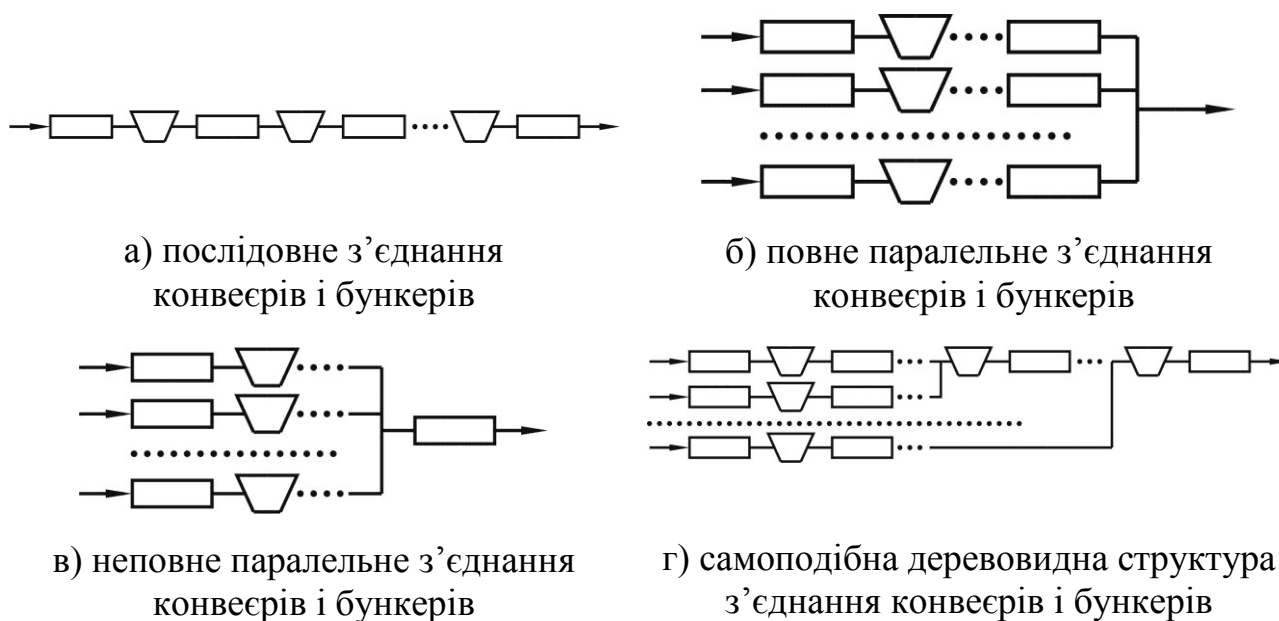 а) послідовне з’єднання
конвеєрів і бункерів
б) повне паралельне з’єднання
конвеєрів і бункерів
в) неповне паралельне з’єднання
конвеєрів і бункерів
г) самоподібна деревовидна структура
з’єднання конвеєрів і бункерів